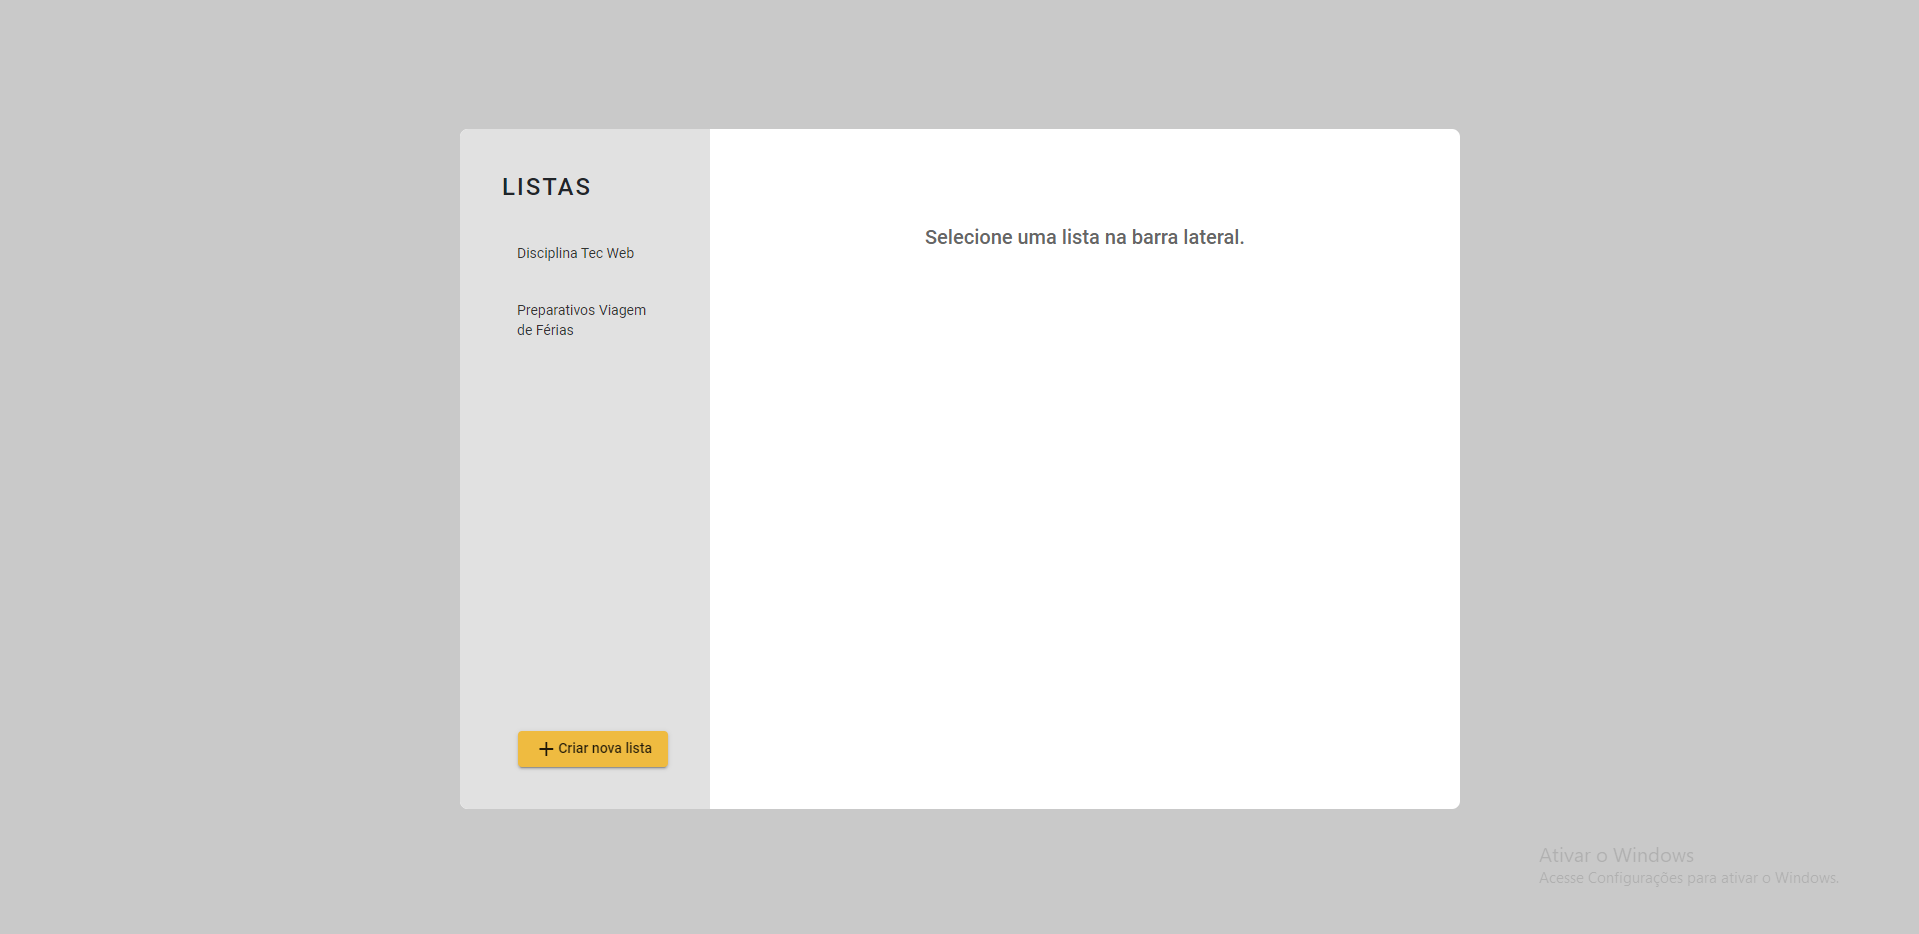 LISTAS
Disciplina Tec Web
Preparativos Viagem
de Férias
Criar nova lista
Selecione uma lista na barra lateral.
Ativar o Windows
Acesse Configurações para ativar o Windows.